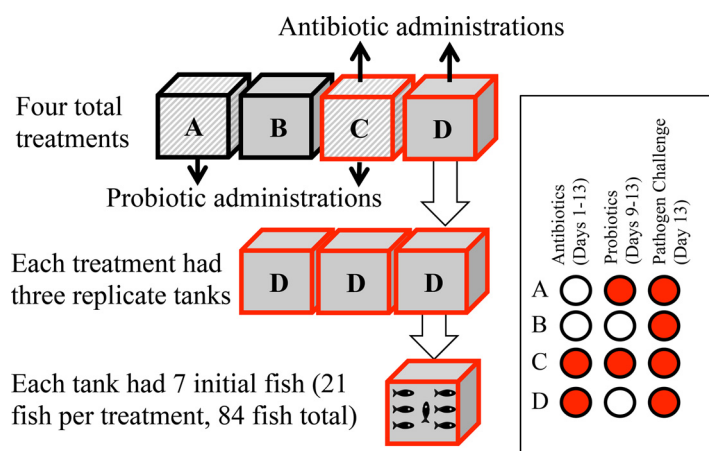 Antibiotic administrations
Four total
treatments
A
B
C
D
Probiotic administrations
Each treatment had
three replicate tanks
D
D
D
Each tank had 7 initial fish (21
fish per treatment, 84 fish total)
Antibiotics
(Days 1-13)
Probiotics
(Days 9-13)
Pathogen Challenge
(Day 13)
A
B
C
D